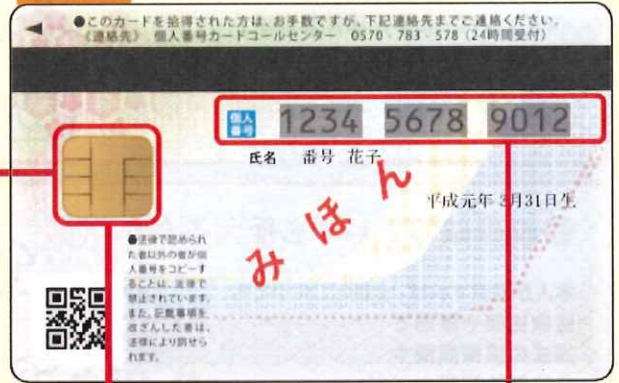 ●このカードを拾得された方は、お手数ですが、下記連絡先までご連絡ください。
《連絡先》 個人番号カードコールセンター 0570-783-578（24時間受付）
個人番号 1234 5678 9012
氏名 番号 花子
平成元年 3月31日生
みほん
●法律で認められ
た者以外の者が個
人番号をコピーす
ることは、法律で
禁止されています。
また、記載事項を
改ざんした者は、
法律により罰せら
れます。